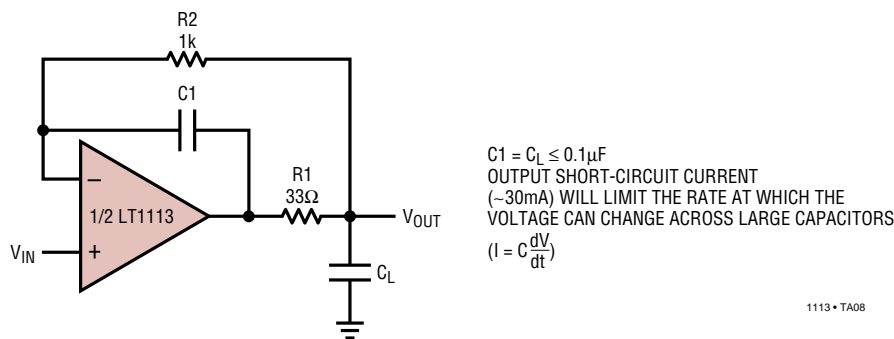 R2
1k
C1
R1
33Ω
–
1/2 LT1113
+
VIN
VOUT
CL
C1 = CL ≤ 0.1µF
OUTPUT SHORT-CIRCUIT CURRENT
(~30mA) WILL LIMIT THE RATE AT WHICH THE
VOLTAGE CAN CHANGE ACROSS LARGE CAPACITORS
(I = C dV/dt)
1113 • TA08